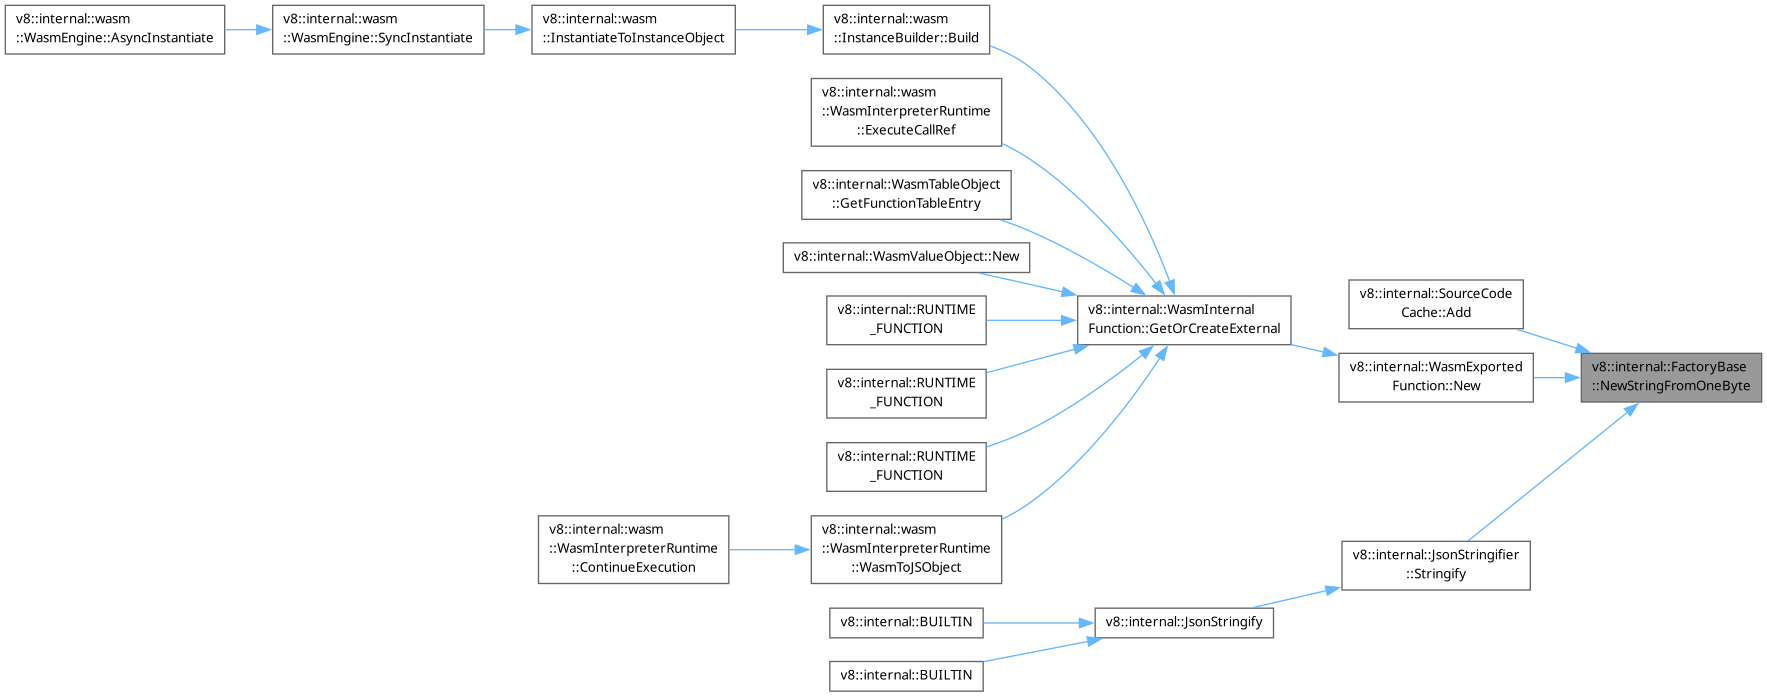 v8::internal::wasm
::WasmEngine::AsyncInstantiate
v8::internal::wasm
::WasmEngine::SyncInstantiate
v8::internal::wasm
::InstantiateToInstanceObject
v8::internal::wasm
::InstanceBuilder::Build
v8::internal::wasm
::WasmInterpreterRuntime
::ExecuteCallRef
v8::internal::WasmTableObject
::GetFunctionTableEntry
v8::internal::WasmValueObject::New
v8::internal::RUNTIME
_FUNCTION
v8::internal::RUNTIME
_FUNCTION
v8::internal::RUNTIME
_FUNCTION
v8::internal::wasm
::WasmInterpreterRuntime
::ContinueExecution
v8::internal::wasm
::WasmInterpreterRuntime
::WasmToJSObject
v8::internal::BUILTIN
v8::internal::BUILTIN
v8::internal::WasmInternal
Function::GetOrCreateExternal
v8::internal::JsonStringify
v8::internal::SourceCode
Cache::Add
v8::internal::WasmExported
Function::New
v8::internal::JsonStringifier
::Stringify
v8::internal::FactoryBase
::NewStringFromOneByte